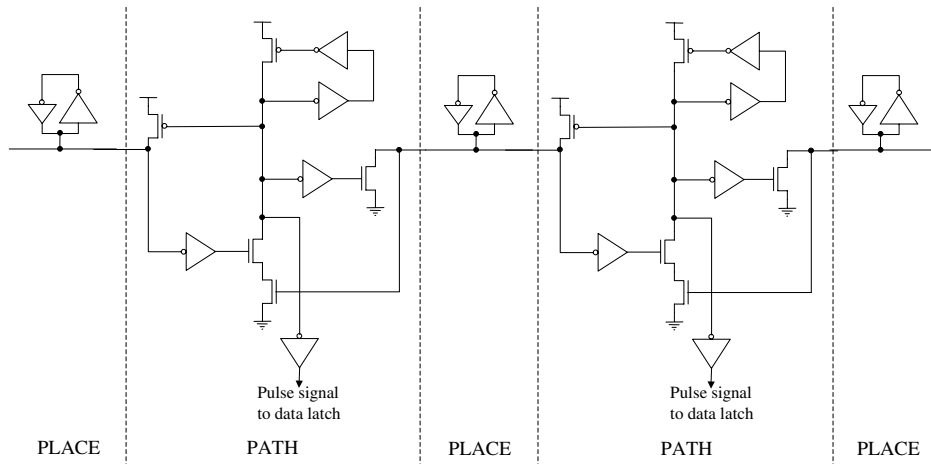 Pulse signal
to data latch
Pulse signal
to data latch
PLACE
PATH
PLACE
PATH
PLACE